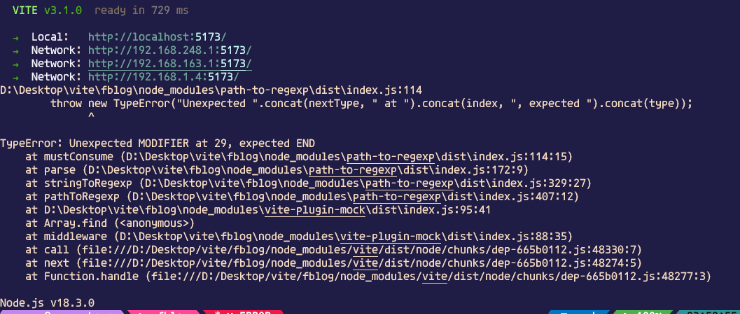 VITE v3.1.0 ready in 729 ms
→ Local: http://localhost:5173/
→ Network: http://192.168.248.1:5173/
→ Network: http://192.168.163.1:5173/
→ Network: http://192.168.1.4:5173/
D:\Desktop\vite\fblog\node_modules\path-to-regexp\dist\index.js:114
throw new TypeError("Unexpected ".concat(nextType, " at ").concat(index, ", expected ").concat(type));
^
TypeError: Unexpected MODIFIER at 29, expected END
at mustConsume (D:\Desktop\vite\fblog\node_modules\path-to-regexp\dist\index.js:114:15)
at parse (D:\Desktop\vite\fblog\node_modules\path-to-regexp\dist\index.js:172:9)
at stringToRegexp (D:\Desktop\vite\fblog\node_modules\path-to-regexp\dist\index.js:329:27)
at pathToRegexp (D:\Desktop\vite\fblog\node_modules\path-to-regexp\dist\index.js:407:12)
at D:\Desktop\vite\fblog\node_modules\vite-plugin-mock\dist\index.js:95:41
at Array.find (<anonymous>)
at middleware (D:\Desktop\vite\fblog\node_modules\vite-plugin-mock\dist\index.js:88:35)
at call (file:///D:/Desktop/vite/fblog/node_modules/vite/dist/node/chunks/dep-665b0112.js:48330:7)
at next (file:///D:/Desktop/vite/fblog/node_modules/vite/dist/node/chunks/dep-665b0112.js:48274:5)
at Function.handle (file:///D:/Desktop/vite/fblog/node_modules/vite/dist/node/chunks/dep-665b0112.js:48277:3)
Node.js v18.3.0